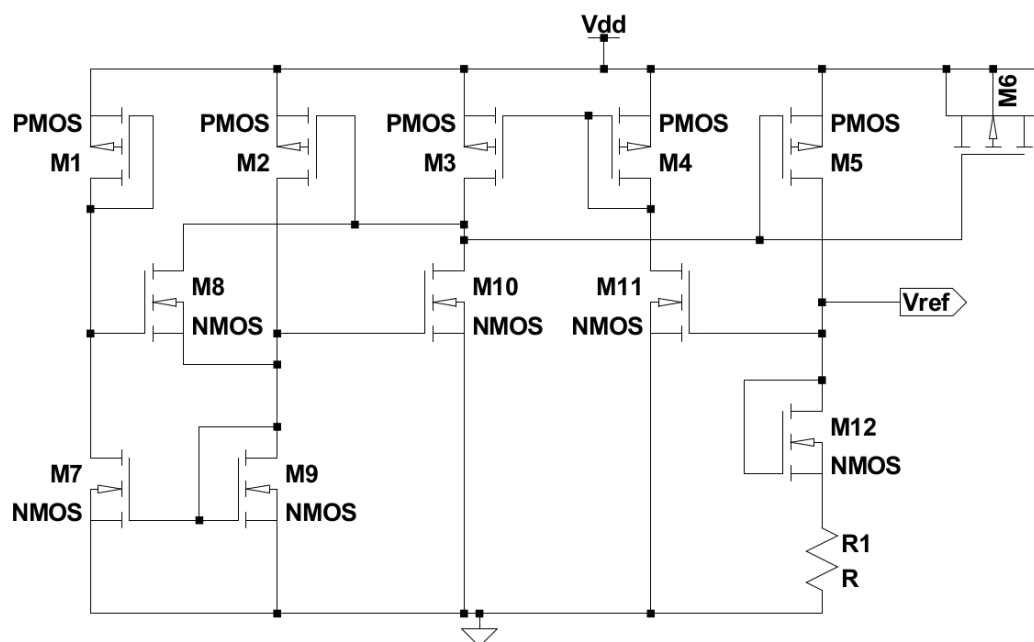 Vdd
M6
PMOS
M1
PMOS
M2
PMOS
M3
PMOS
M4
PMOS
M5
M8
NMOS
M10
NMOS
M11
NMOS
Vref
M12
NMOS
M7
NMOS
M9
NMOS
R1
R